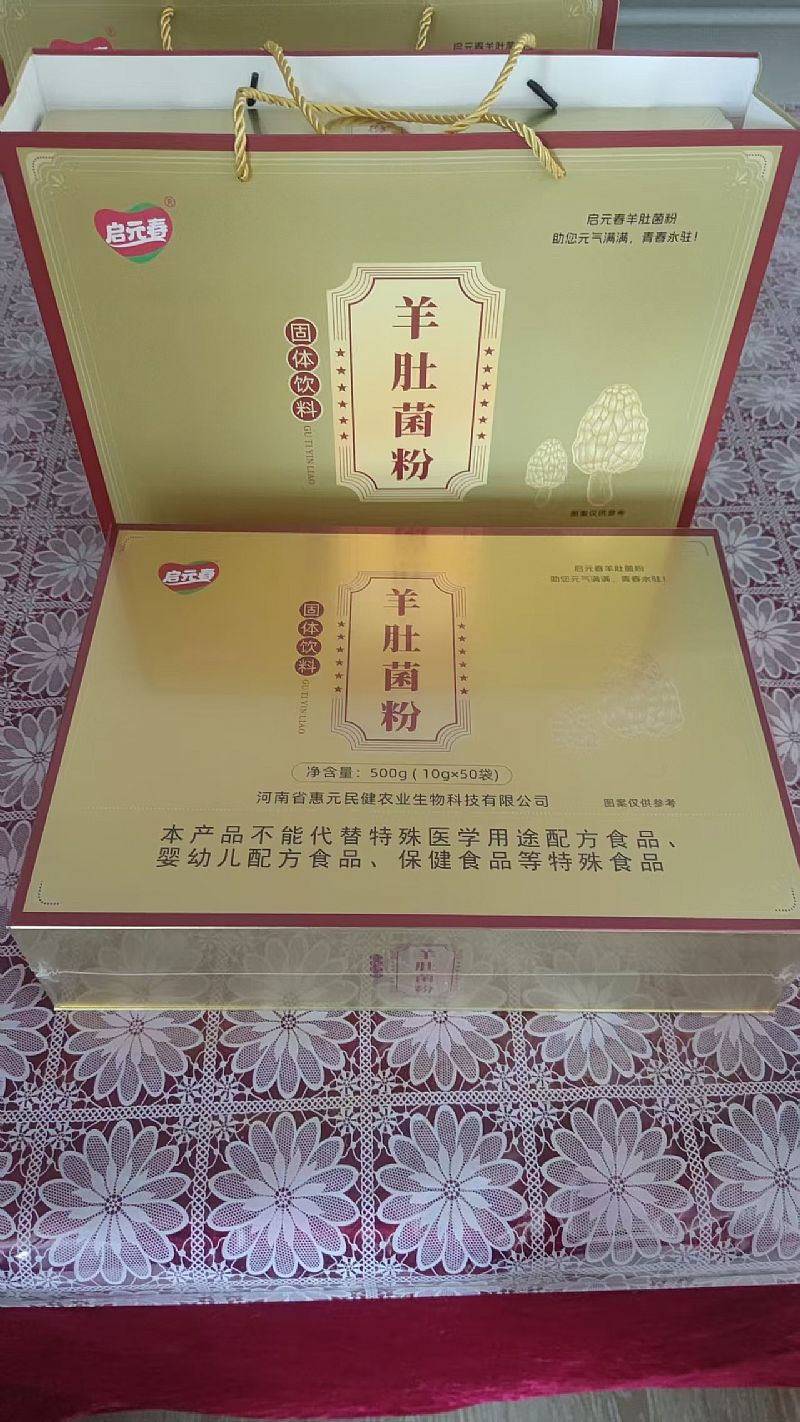 启元春羊肚菌
启元春®
启元春羊肚菌粉
助您元气满满，青春永驻！
羊肚菌粉
固体饮料
GU TI YIN LIAO
图案仅供参考
启元春
启元春羊肚菌粉
助您元气满满，青春永驻！
羊肚菌粉
固体饮料
GU TI YIN LIAO
净含量：500g（10g×50袋）
河南省惠元民健农业生物科技有限公司
图案仅供参考
本产品不能代替特殊医学用途配方食品、
婴幼儿配方食品、保健食品等特殊食品
羊肚菌粉